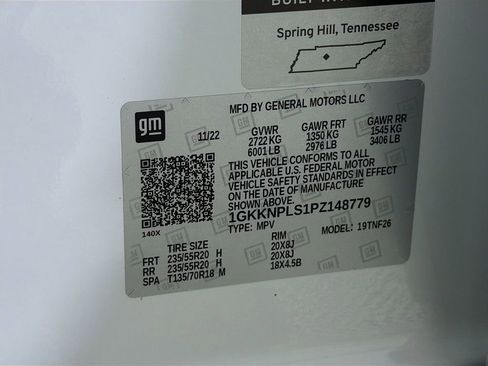 Spring Hill, Tennessee
gm
MFD BY GENERAL MOTORS LLC
11/22
GVWR GAWR FRT GAWR RR
2722 KG 1350 KG 1545 KG
6001 LB 2976 LB 3406 LB
THIS VEHICLE CONFORMS TO ALL
APPLICABLE U.S. FEDERAL MOTOR
VEHICLE SAFETY STANDARDS IN EFFECT
ON THE DATE OF MANUFACTURE
SHOWN ABOVE.
1GKKNPLS1PZ148779
TYPE: MPV MODEL: 19TNF26
140X
TIRE SIZE RIM
FRT 235/55R20 H 20X8J
RR 235/55R20 H 20X8J
SPA T135/70R18 M 18X4.5B